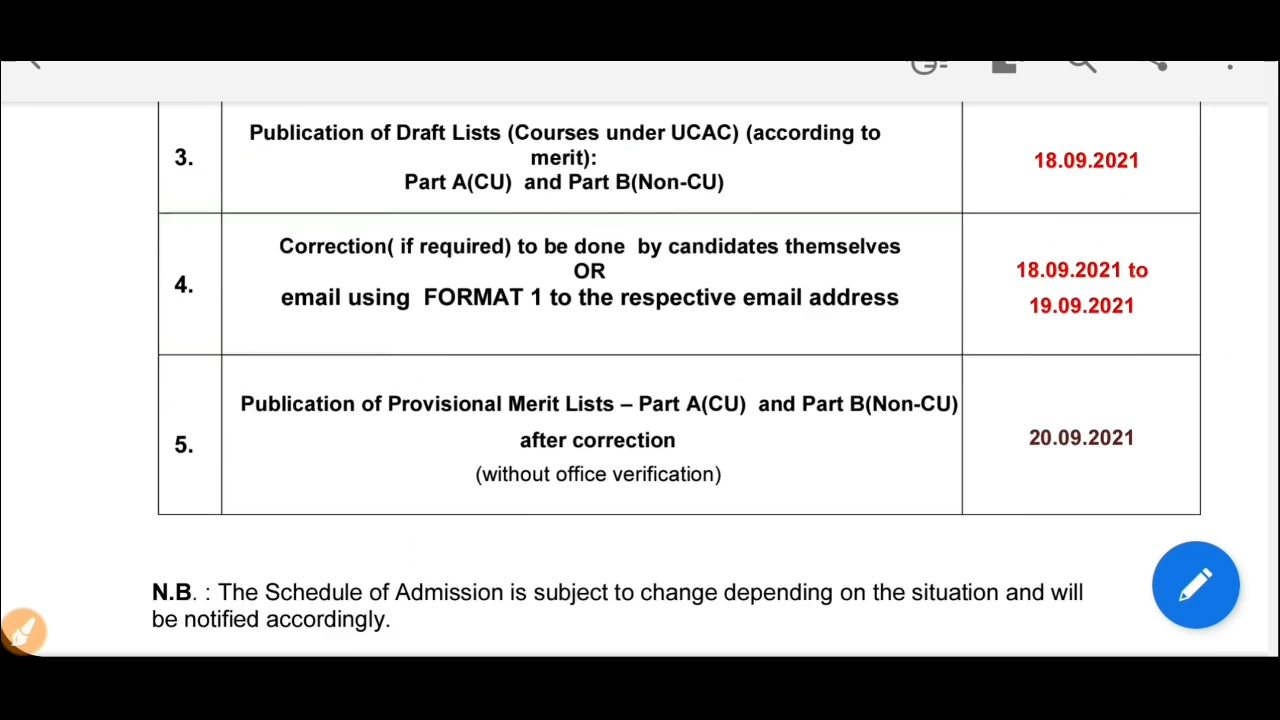 3.
Publication of Draft Lists (Courses under UCAC) (according to
merit):
Part A(CU) and Part B(Non-CU)
18.09.2021
4.
Correction( if required) to be done by candidates themselves
OR
email using FORMAT 1 to the respective email address
18.09.2021 to
19.09.2021
5.
Publication of Provisional Merit Lists – Part A(CU) and Part B(Non-CU)
after correction
(without office verification)
20.09.2021
N.B. : The Schedule of Admission is subject to change depending on the situation and will
be notified accordingly.